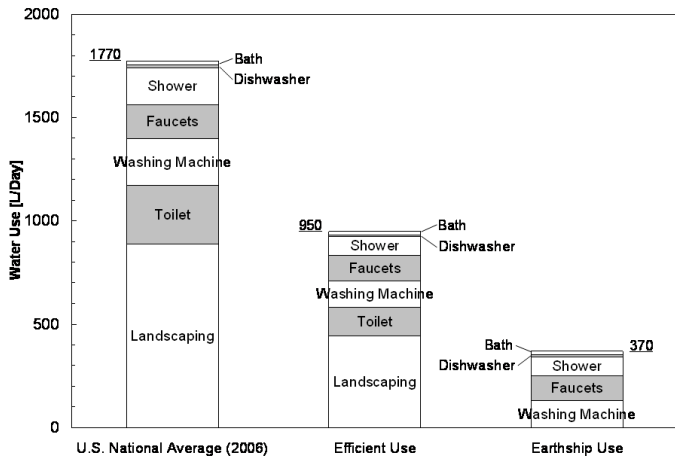 2000
1500
1000
500
0
Water Use [L/Day]
1770
Bath
Dishwasher
Shower
Faucets
Washing Machine
Toilet
Landscaping
U.S. National Average (2006)
950
Bath
Dishwasher
Shower
Faucets
Washing Machine
Toilet
Landscaping
Efficient Use
370
Bath
Dishwasher
Shower
Faucets
Washing Machine
Earthship Use